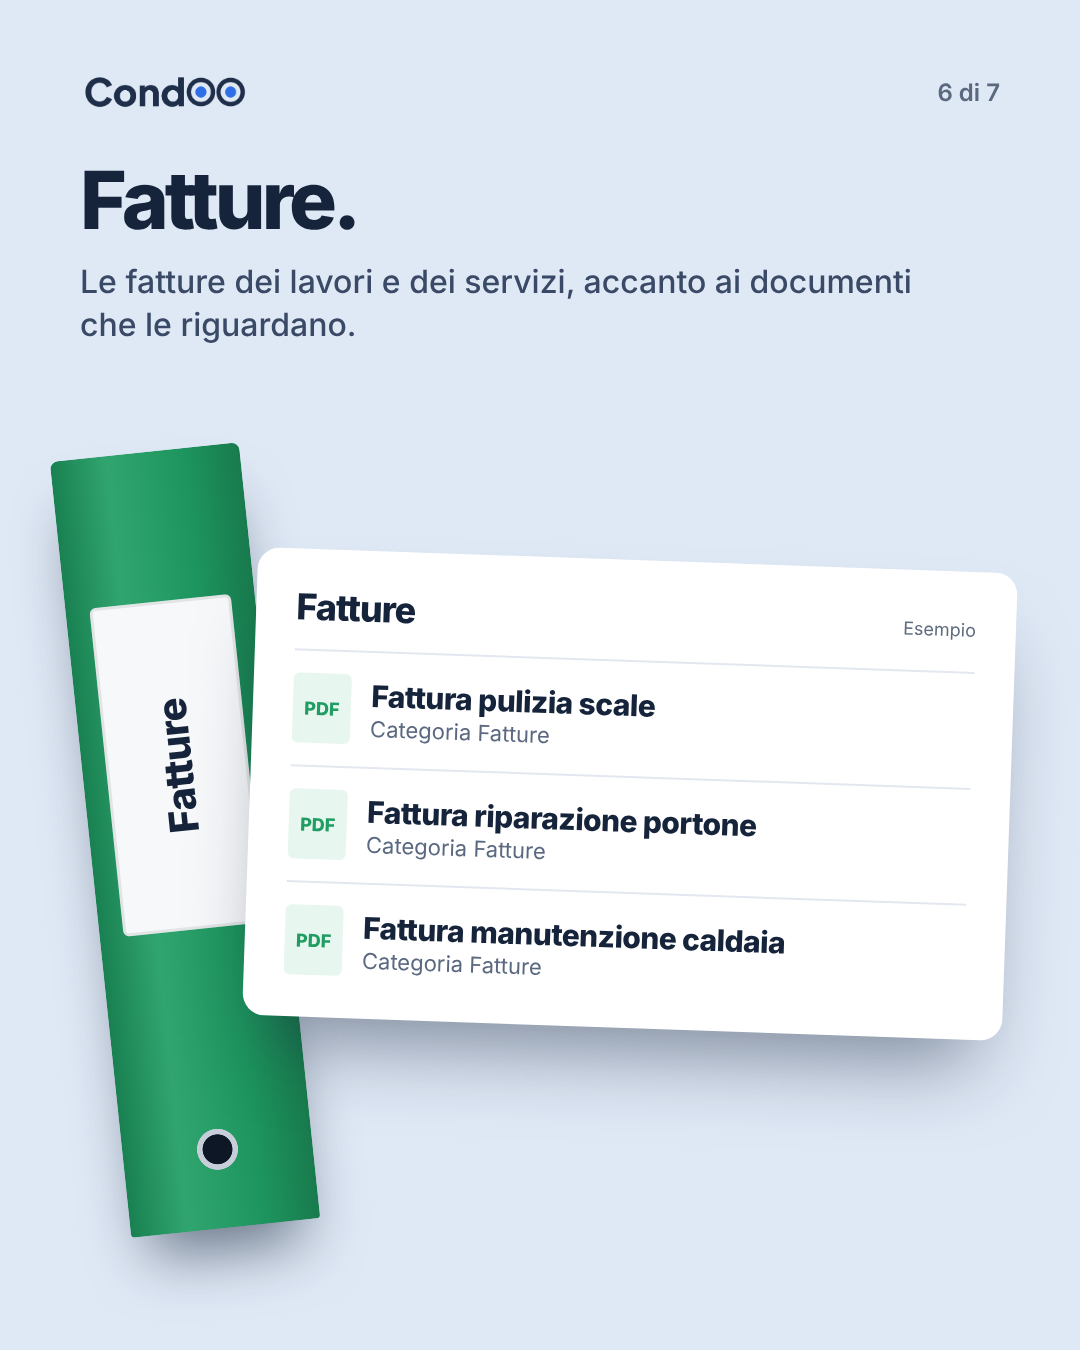 Condoo
6 di 7
Fatture.
Le fatture dei lavori e dei servizi, accanto ai documenti
che le riguardano.
Fatture
Fatture
Esempio
PDF
Fattura pulizia scale
Categoria Fatture
PDF
Fattura riparazione portone
Categoria Fatture
PDF
Fattura manutenzione caldaia
Categoria Fatture